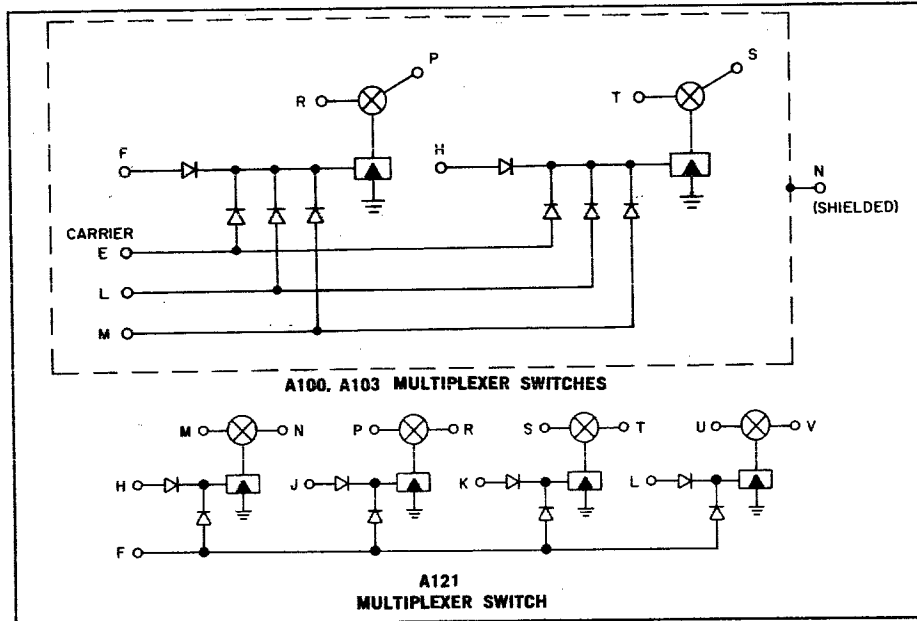 P
S
R
T
F
H
N
(SHIELDED)
CARRIER
E
L
M
A100, A103 MULTIPLEXER SWITCHES
M N P R S T U V
H J K L
F
A121
MULTIPLEXER SWITCH